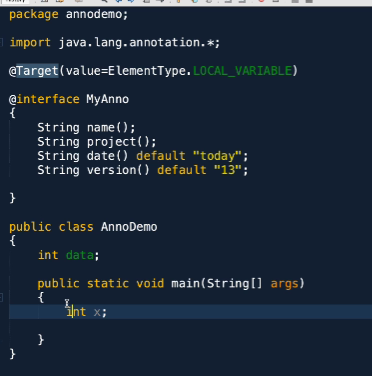 package annodemo;
import java.lang.annotation.*;
@Target(value=ElementType.LOCAL_VARIABLE)
@interface MyAnno
{
String name();
String project();
String date() default "today";
String version() default "13";
}
public class AnnoDemo
{
int data;
public static void main(String[] args)
{
int x;
}
}